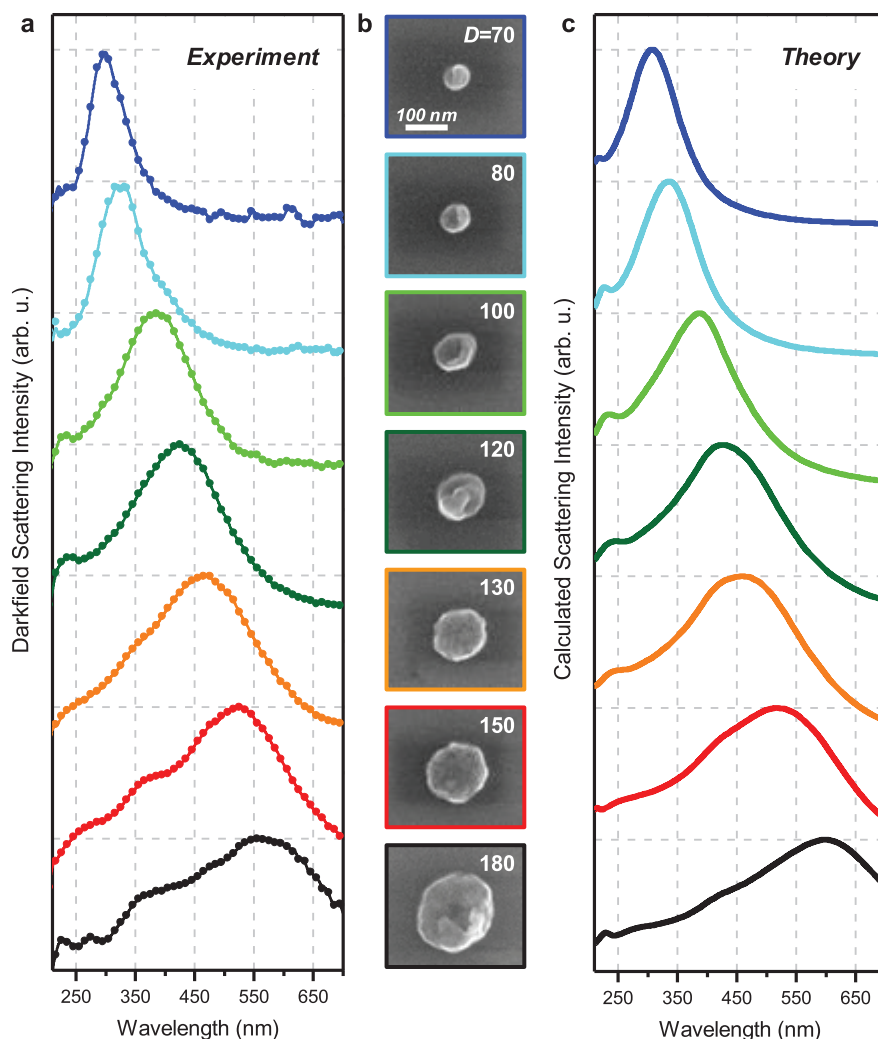 a
Experiment
Darkfield Scattering Intensity (arb. u.)
250 350 450 550 650
Wavelength (nm)
b
D=70
100 nm
80
100
120
130
150
180
c
Theory
Calculated Scattering Intensity (arb. u.)
250 350 450 550 650
Wavelength (nm)